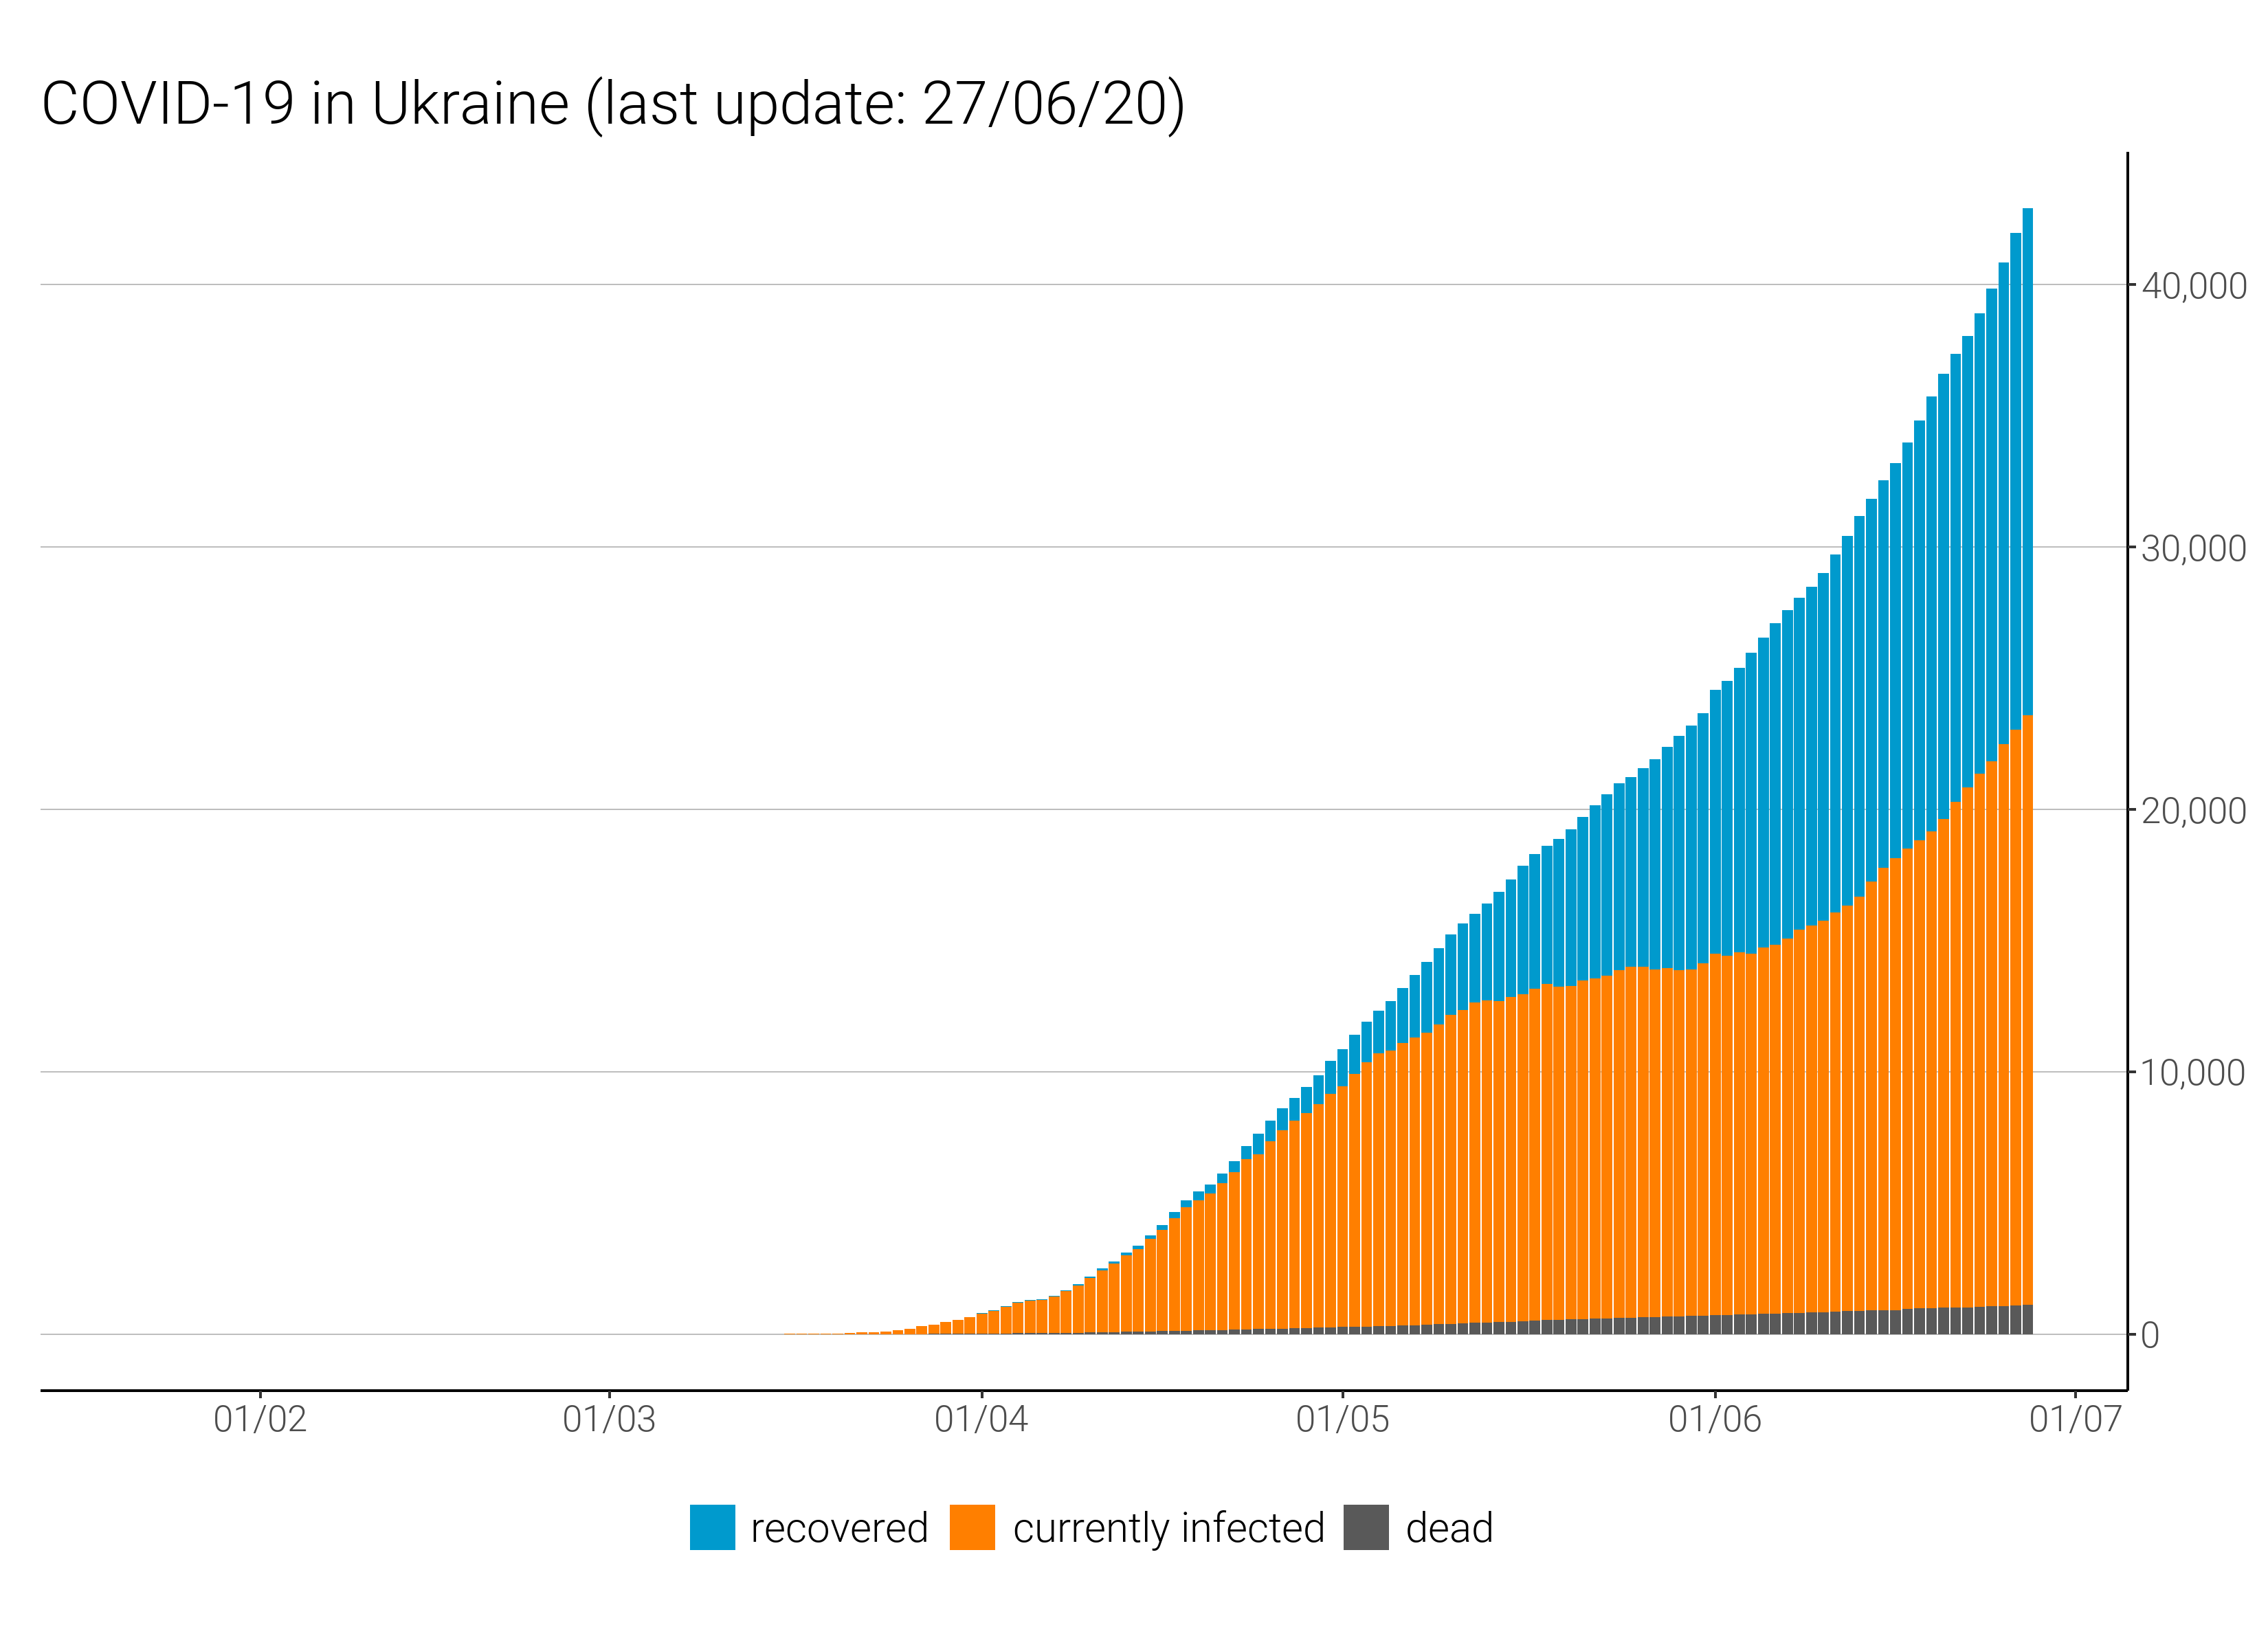 COVID-19 in Ukraine (last update: 27/06/20)
40,000
30,000
20,000
10,000
0
01/02 01/03 01/04 01/05 01/06 01/07
recovered currently infected dead